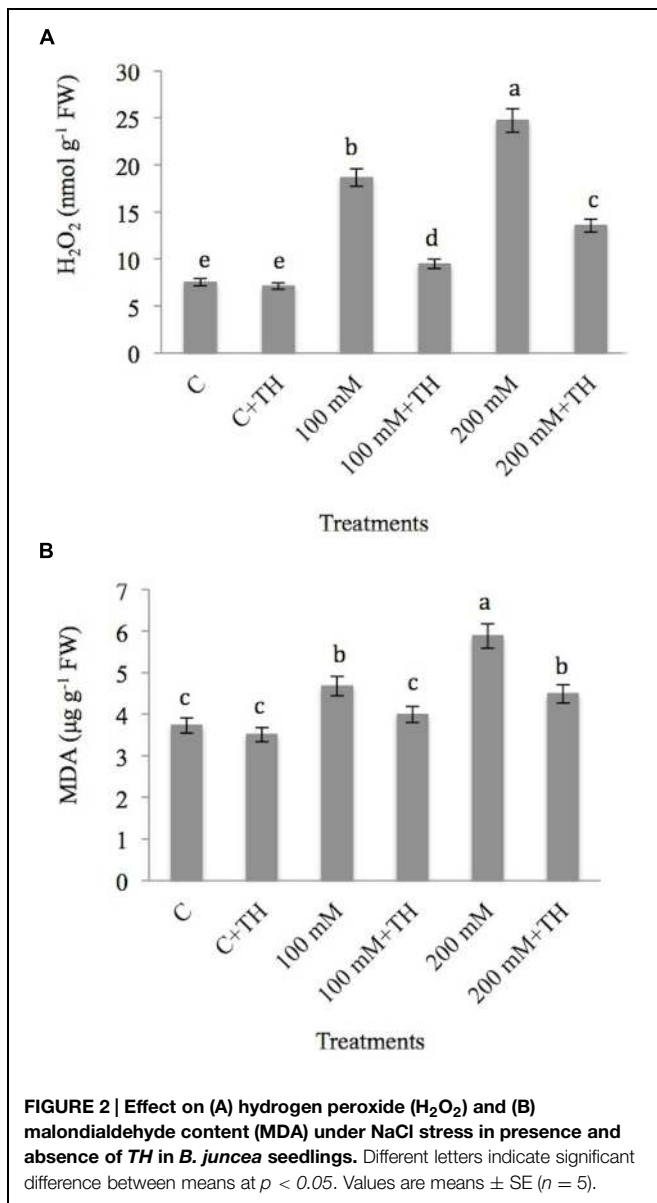 A
H₂O₂ (nmol g⁻¹ FW)
30
25
20
15
10
5
0
e
e
b
d
a
c
C
C+TH
100 mM
100 mM+TH
200 mM
200 mM+TH
Treatments
B
MDA (µg g⁻¹ FW)
7
6
5
4
3
2
1
0
c
c
b
c
a
b
C
C+TH
100 mM
100 mM+TH
200 mM
200 mM+TH
Treatments
FIGURE 2 | Effect on (A) hydrogen peroxide (H₂O₂) and (B)
malondialdehyde content (MDA) under NaCl stress in presence and
absence of TH in B. juncea seedlings. Different letters indicate significant
difference between means at p < 0.05. Values are means ± SE (n = 5).